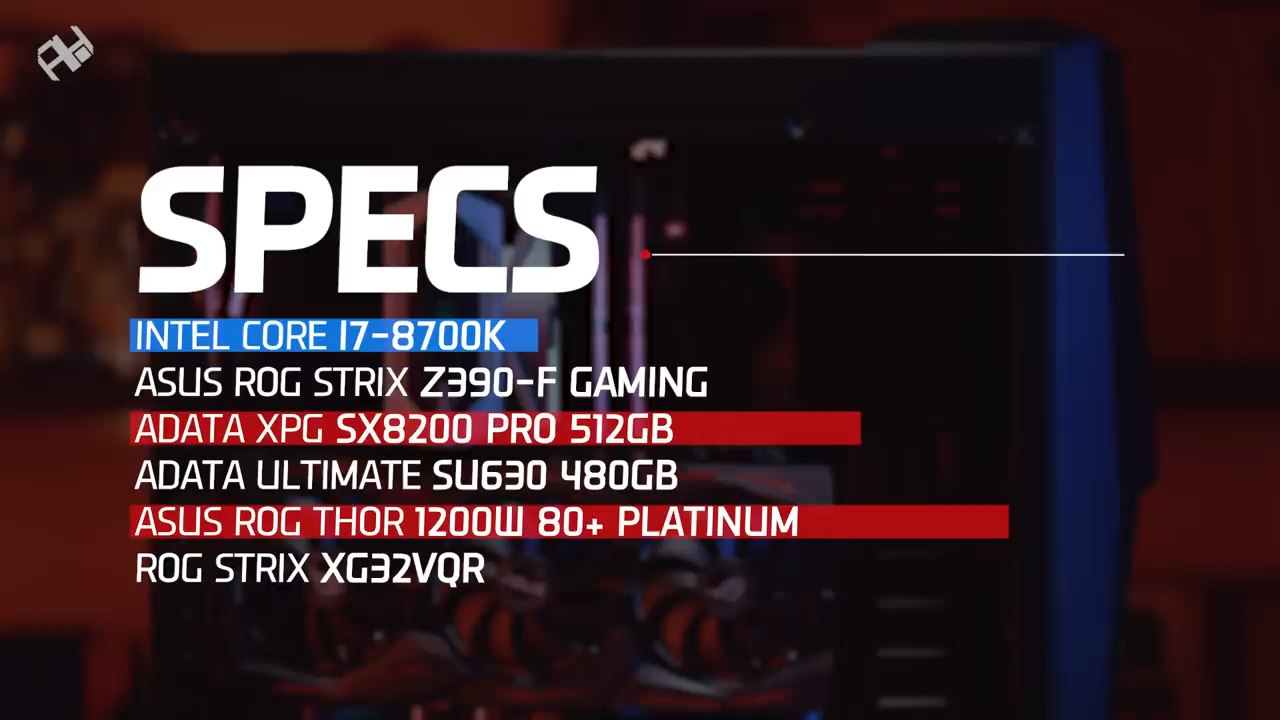 SPECS
INTEL CORE I7-8700K
ASUS ROG STRIX Z390-F GAMING
ADATA XPG SX8200 PRO 512GB
ADATA ULTIMATE SU630 480GB
ASUS ROG THOR 1200W 80+ PLATINUM
ROG STRIX XG32VQR